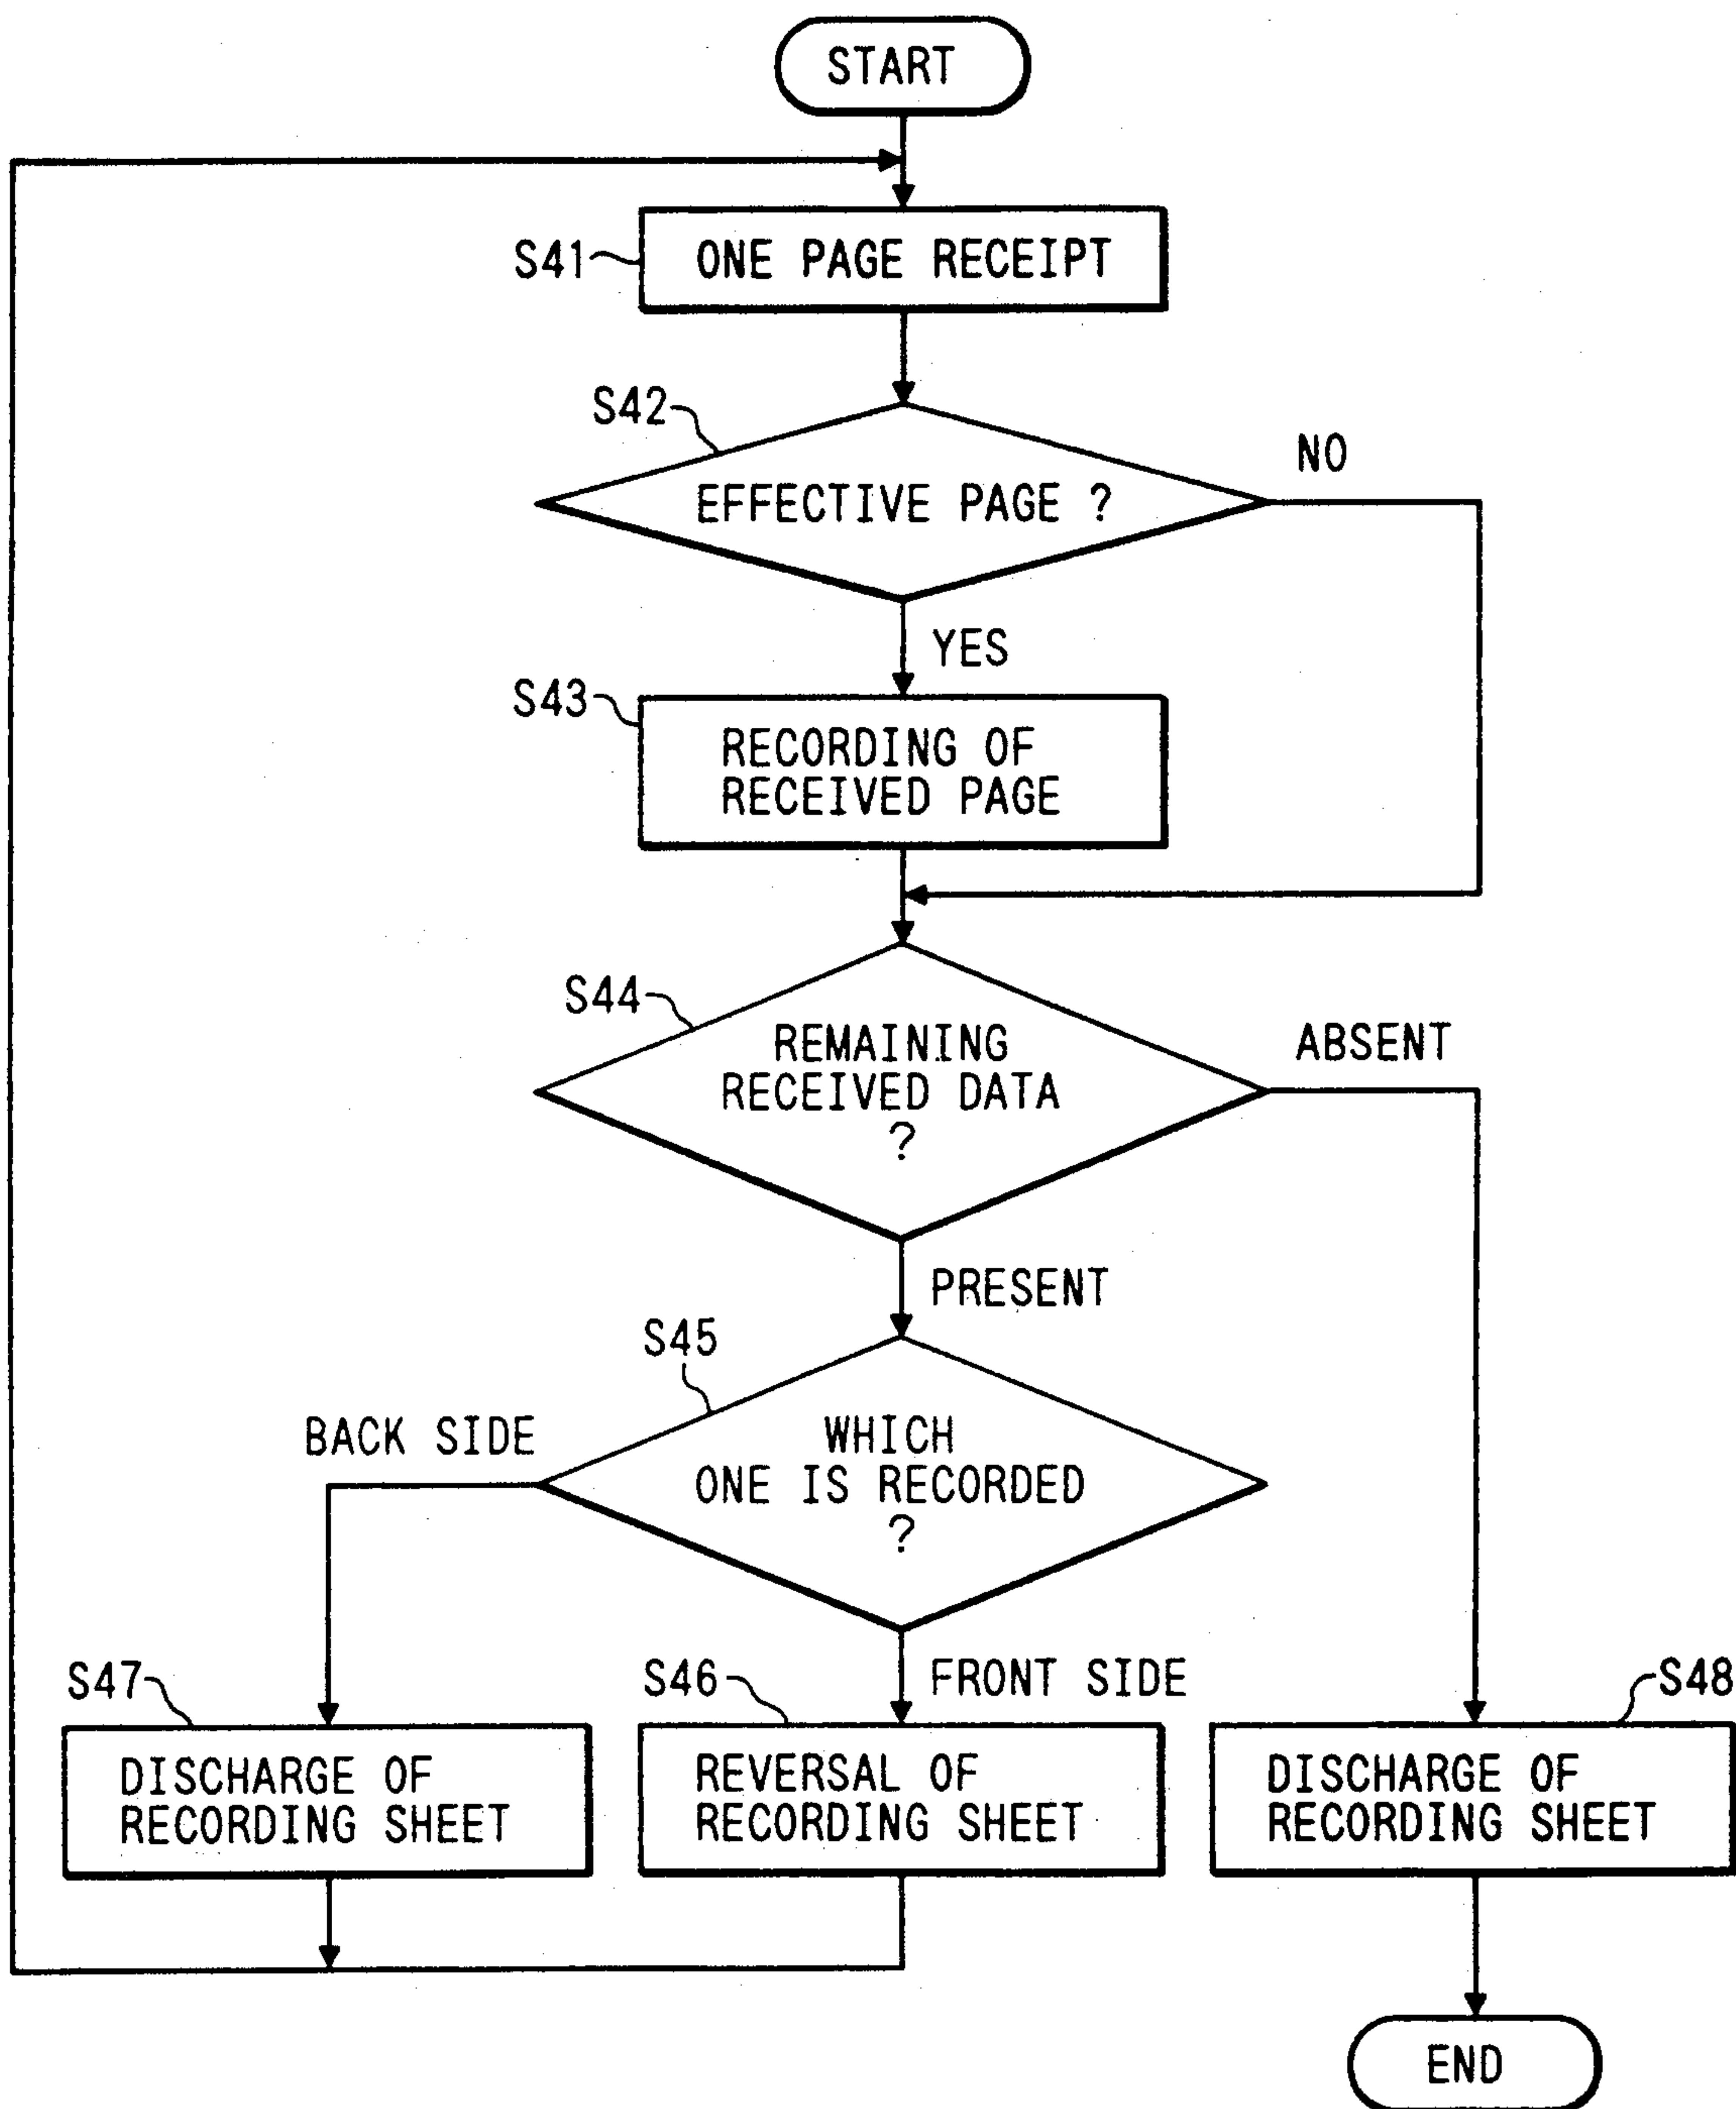 START
S41
ONE PAGE RECEIPT
S42
EFFECTIVE PAGE ?
NO
YES
S43
RECORDING OF
RECEIVED PAGE
S44
REMAINING
RECEIVED DATA
?
ABSENT
PRESENT
S45
WHICH
ONE IS RECORDED
?
BACK SIDE
FRONT SIDE
S47
DISCHARGE OF
RECORDING SHEET
S46
REVERSAL OF
RECORDING SHEET
S48
DISCHARGE OF
RECORDING SHEET
END